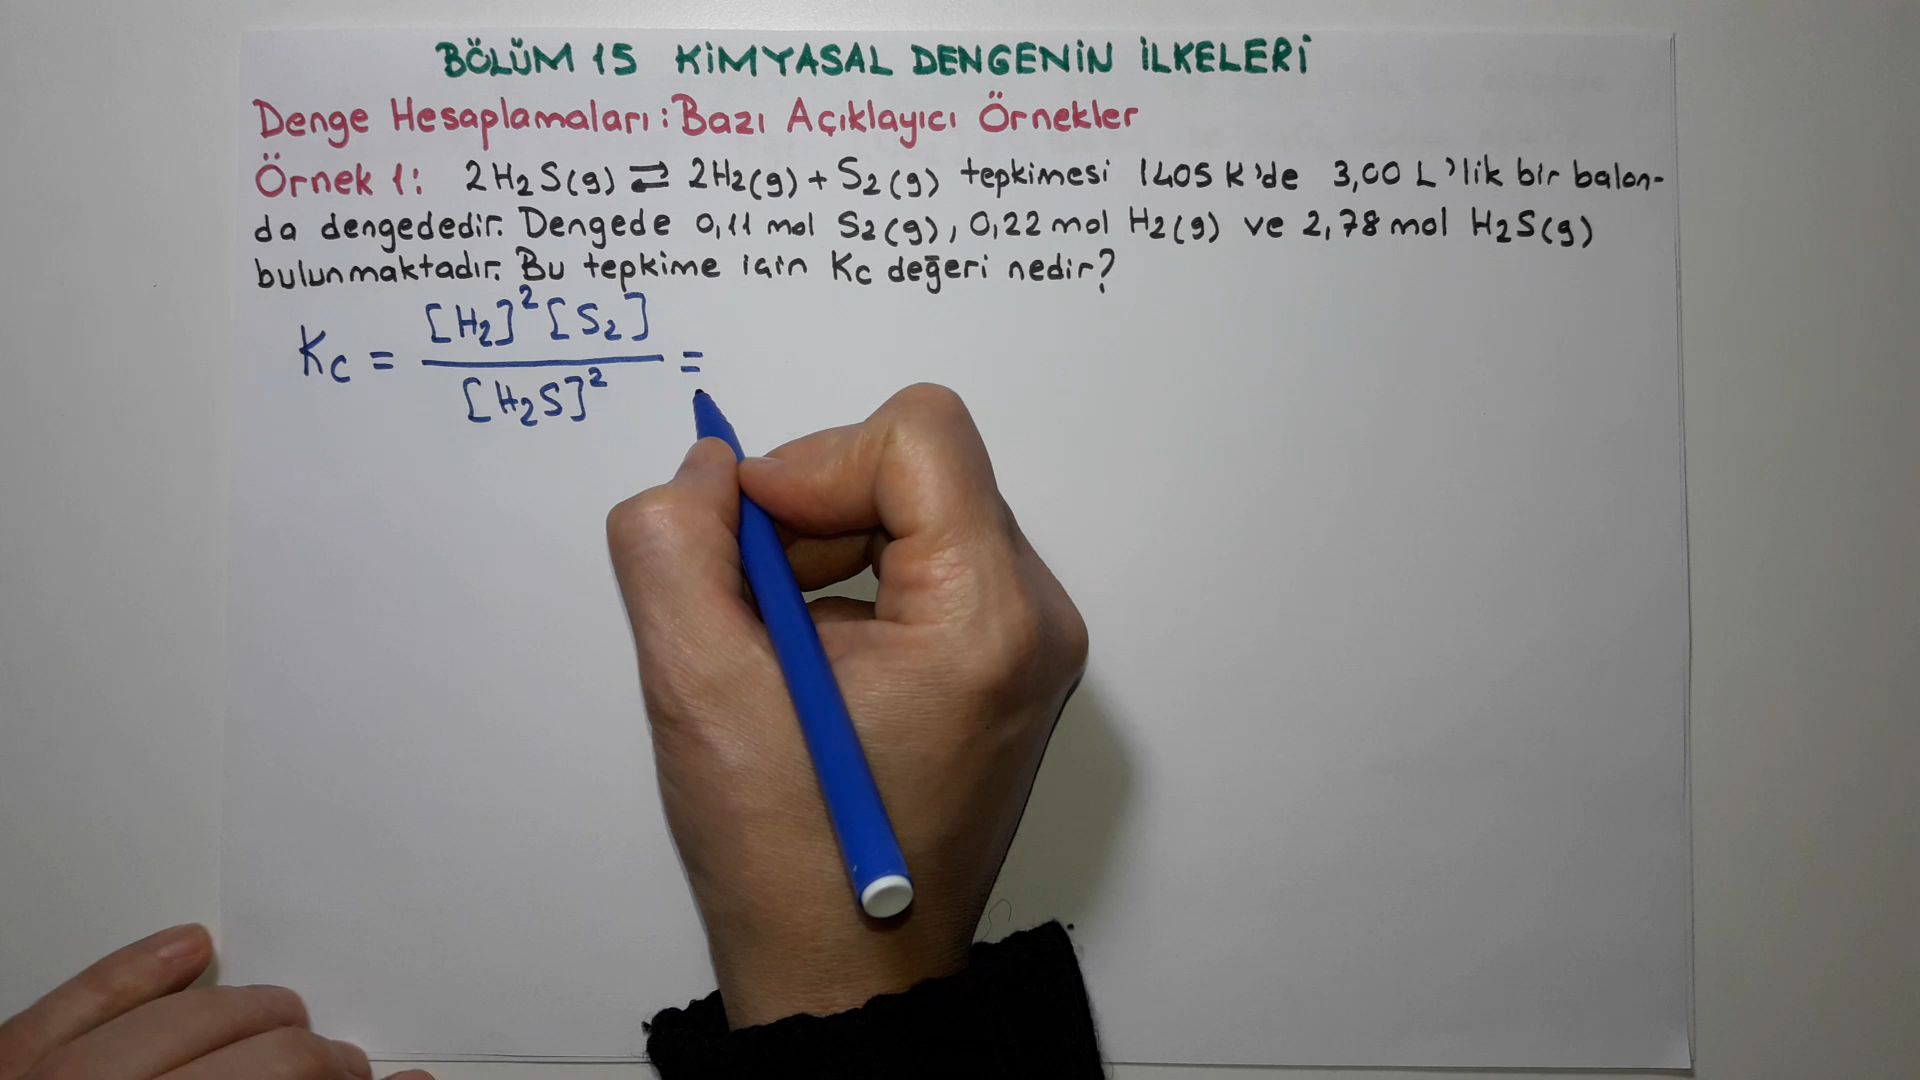 BÖLÜM 15 KİMYASAL DENGENİN İLKELERİ
Denge Hesaplamaları: Bazı Açıklayıcı Örnekler
Örnek 1: 2H₂S(g) ⇄ 2H₂(g) + S₂(g) tepkimesi 1405 K'de 3,00 L'lik bir balon-
da dengededir. Dengede 0,11 mol S₂(g), 0,22 mol H₂(g) ve 2,78 mol H₂S(g)
bulunmaktadır. Bu tepkime için Kc değeri nedir?
Kc = [H₂]²[S₂] / [H₂S]² =